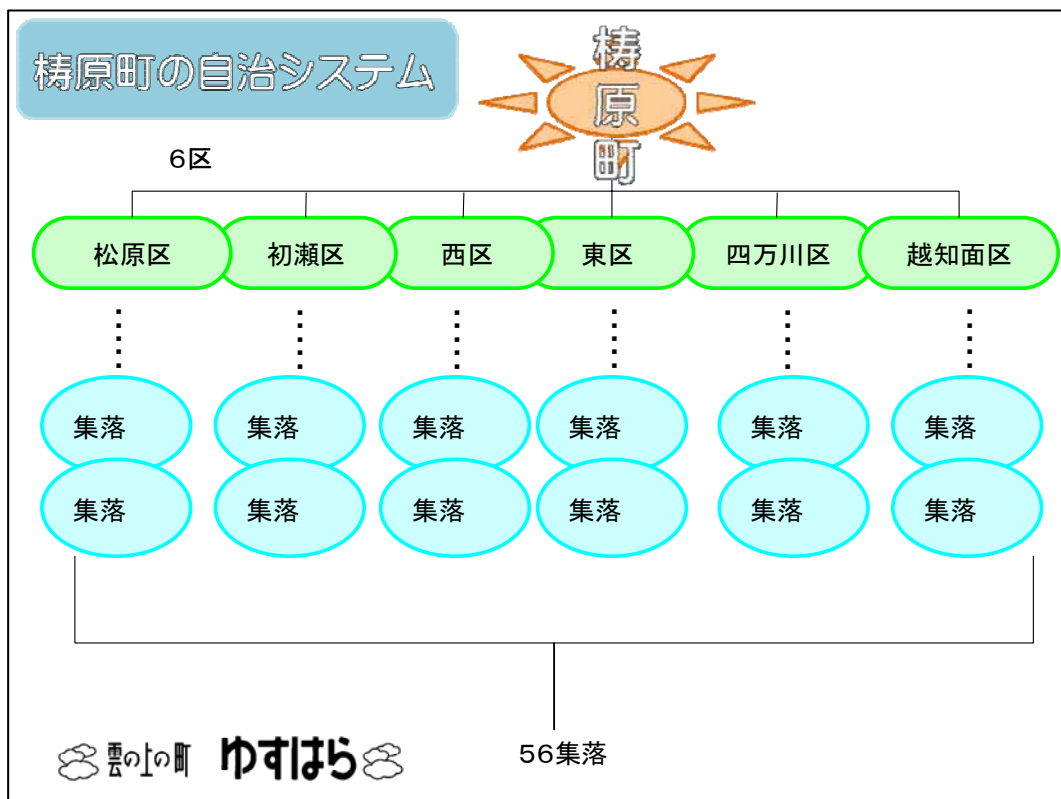 梼原町の自治システム
梼原町
6区
松原区 初瀬区 西区 東区 四万川区 越知面区
集落 集落 集落 集落 集落 集落
集落 集落 集落 集落 集落 集落
56集落
雲の上の町 ゆすはら